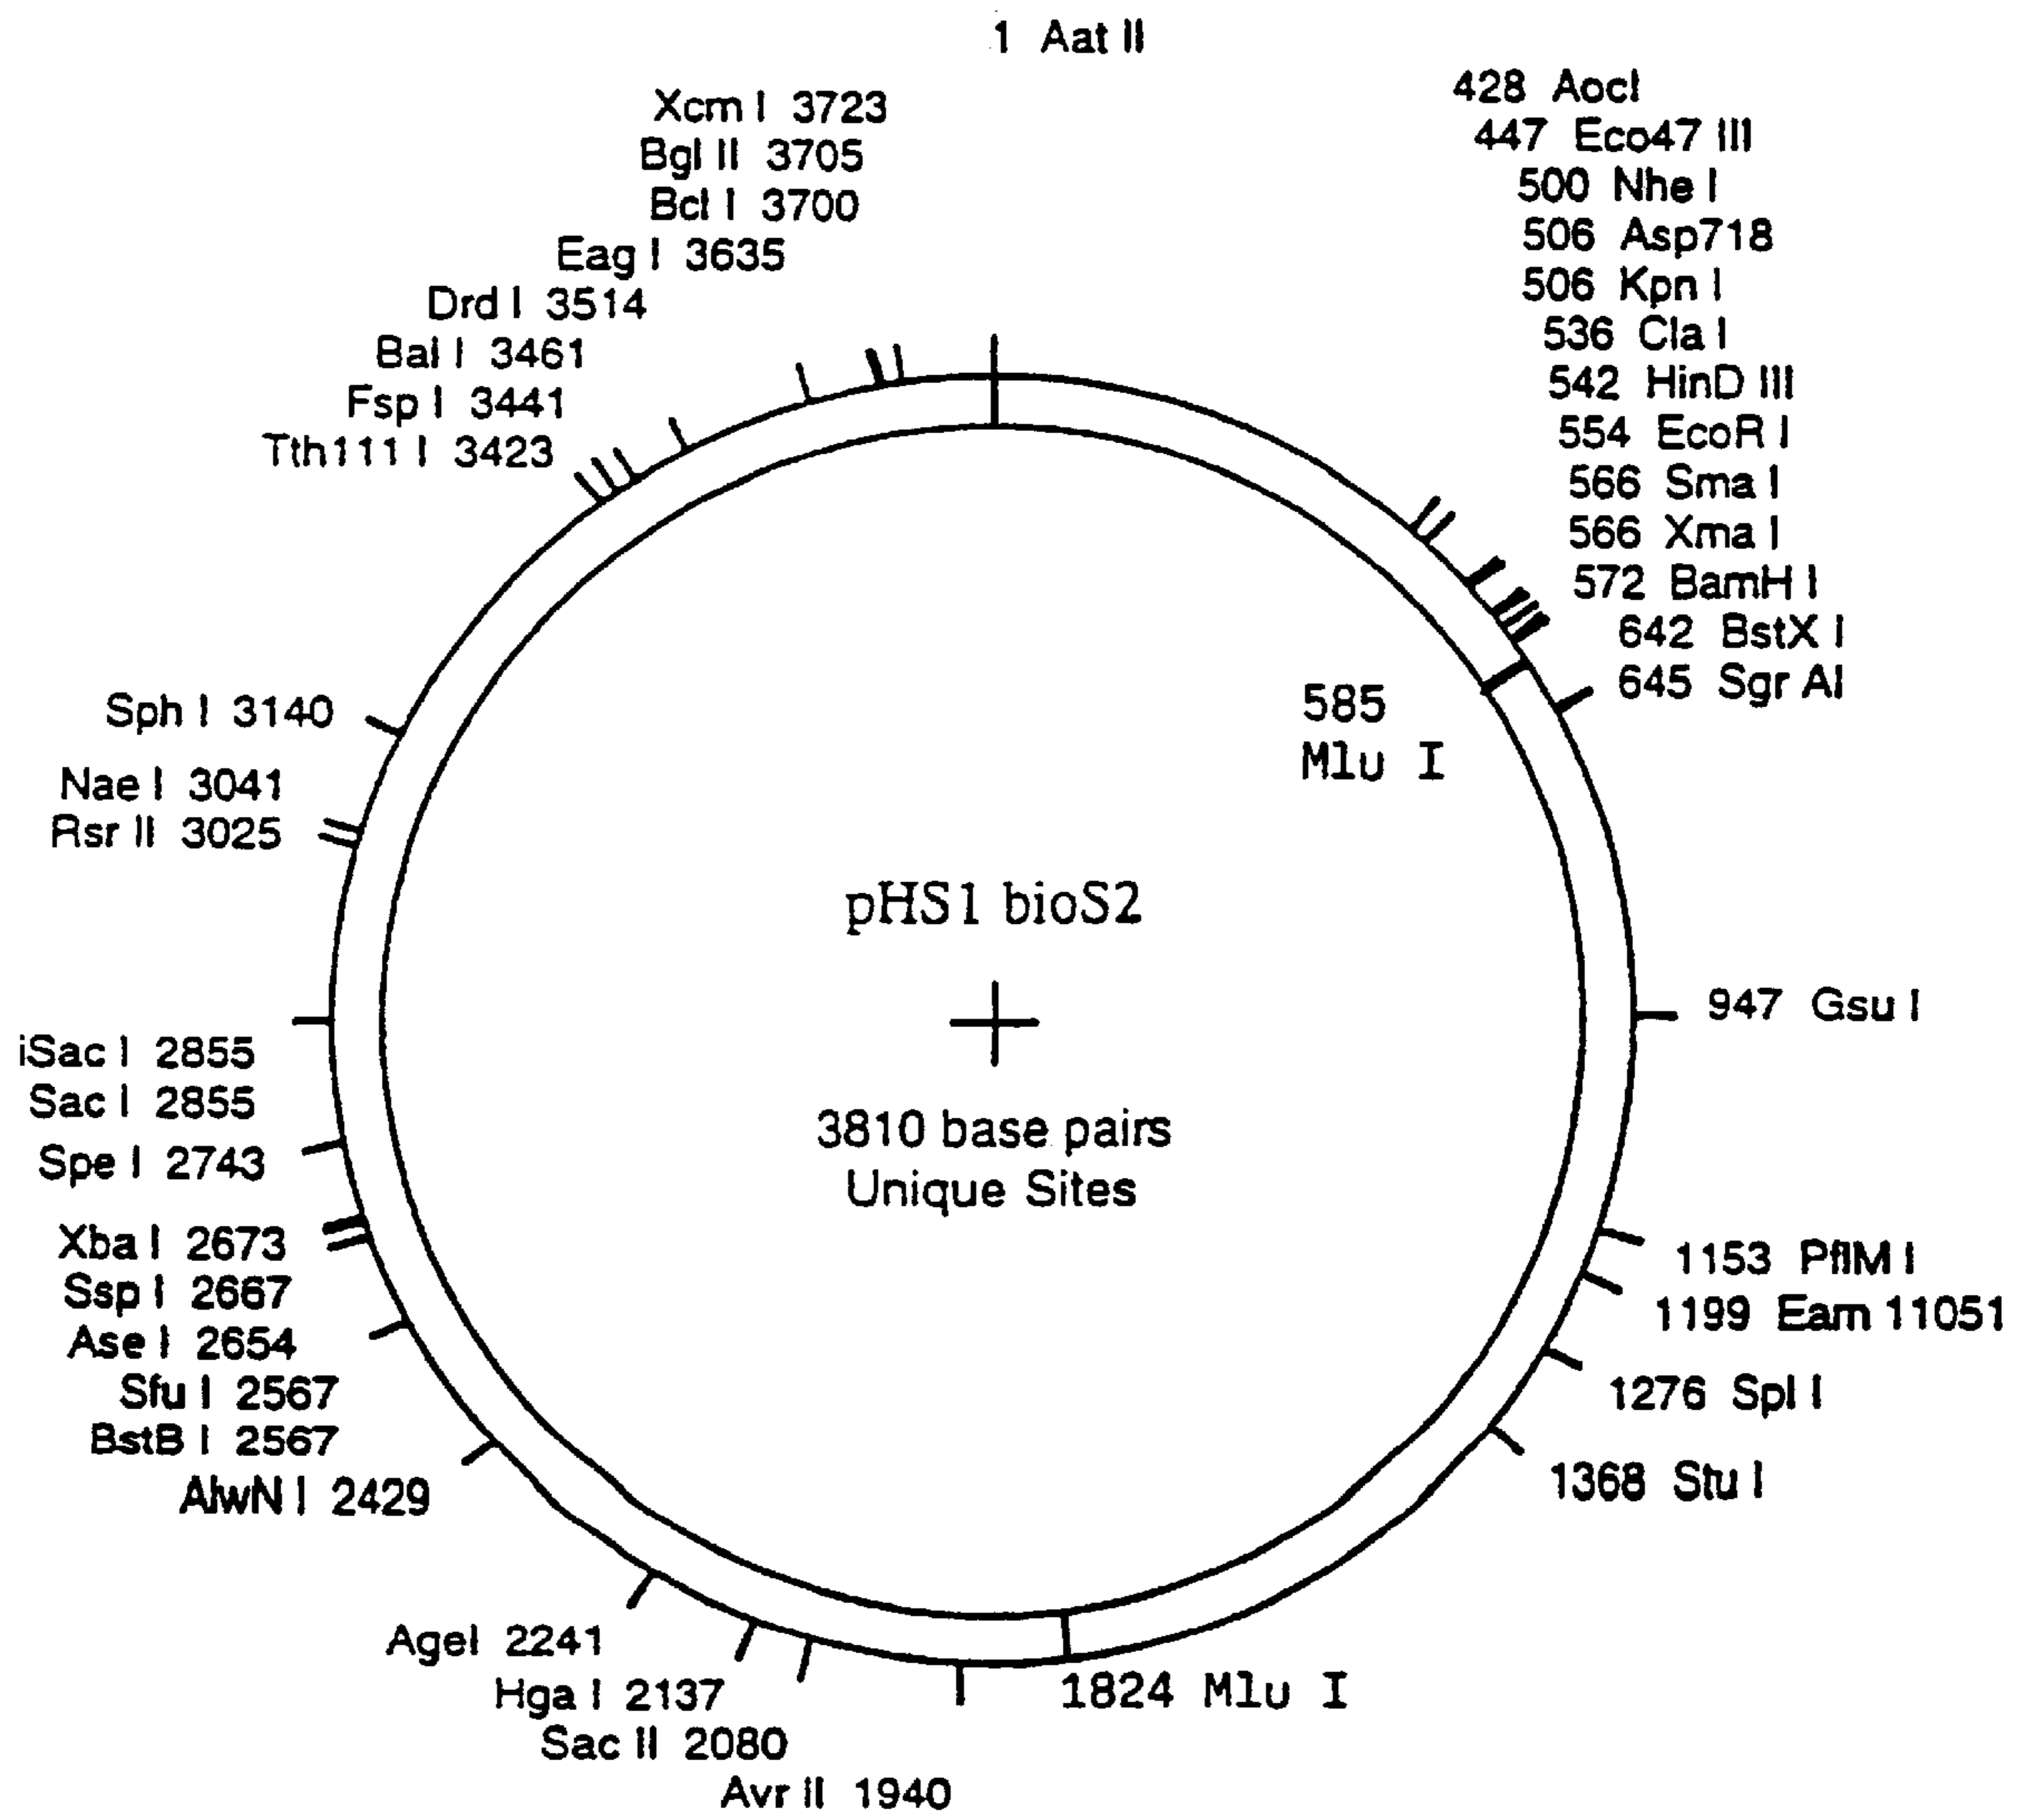 1 Aat II
428 AocI
447 Eco47 III
500 Nhe I
506 Asp718
506 Kpn I
536 Cla I
542 HinD III
554 EcoR I
566 Sma I
566 Xma I
572 BamH I
642 BstX I
645 Sgr AI
585
Mlu I
947 Gsu I
1153 PflM I
1199 Eam 11051
1276 Spl I
1368 Stu I
1824 Mlu I
Avr II 1940
Sac II 2080
Hga I 2137
AgeI 2241
AlwN I 2429
BstB I 2567
Sfu I 2567
Ase I 2654
Ssp I 2667
Xba I 2673
Spe I 2743
Sac I 2855
iSac I 2855
Rsr II 3025
Nae I 3041
Sph I 3140
Tth111 I 3423
Fsp I 3441
Bal I 3461
Drd I 3514
Eag I 3635
Bcl I 3700
Bgl II 3705
Xcm I 3723
pHS1 bioS2
3810 base pairs
Unique Sites